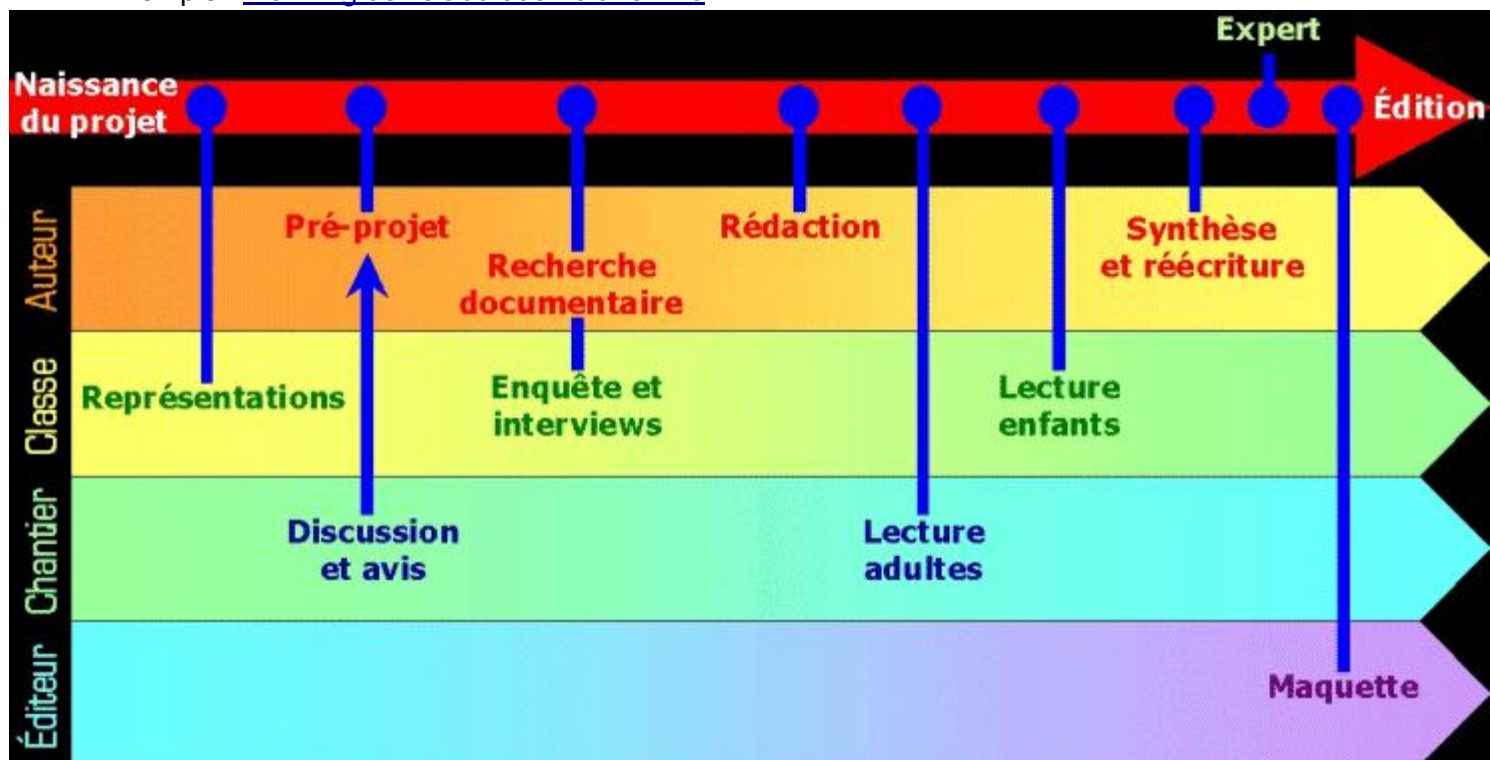 Expert
Naissance
du projet
Édition
Auteur
Pré-projet
Rédaction
Synthèse
et réécriture
Recherche
documentaire
Classe
Représentations
Enquête et
interviews
Lecture
enfants
Chantier
Discussion
et avis
Lecture
adultes
Éditeur
Maquette